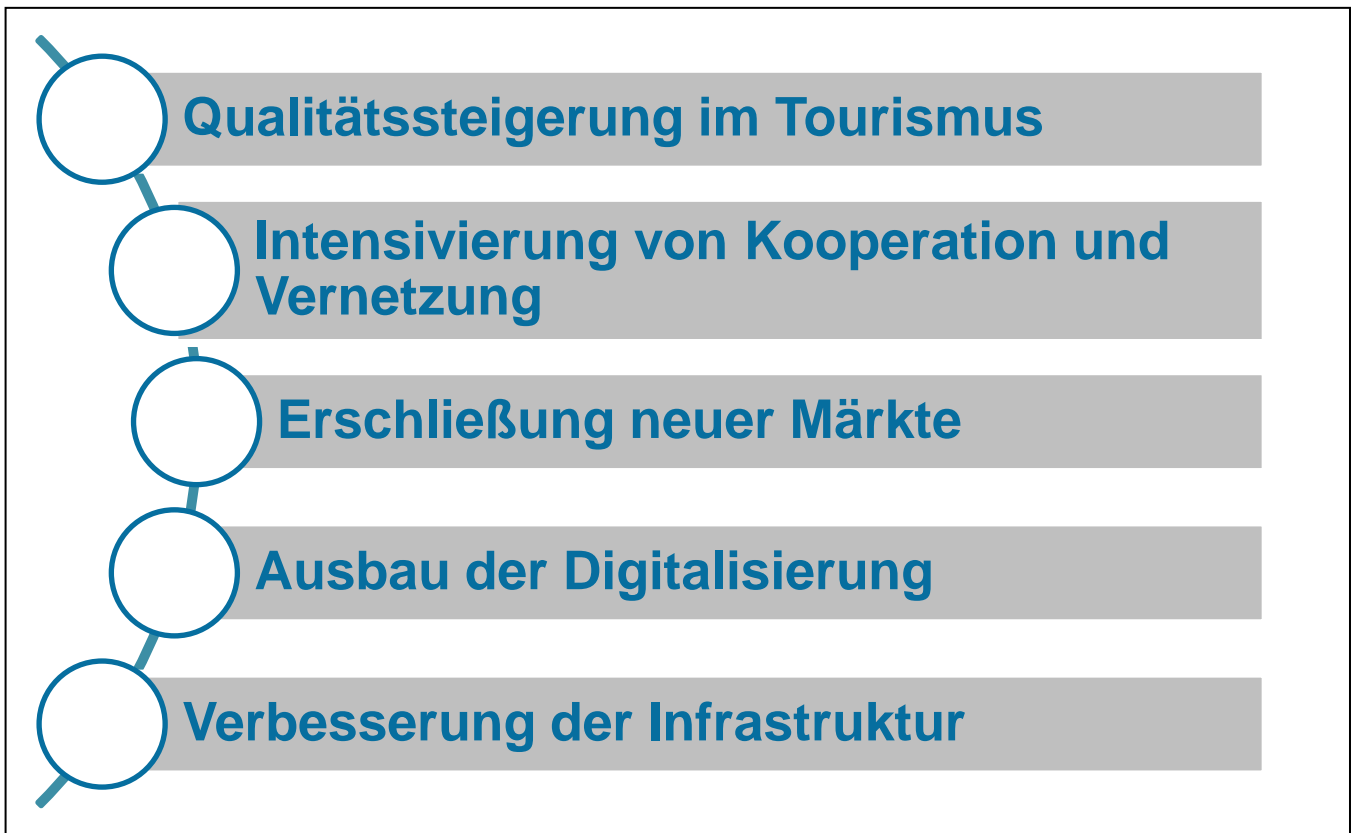 Qualitätssteigerung im Tourismus
Intensivierung von Kooperation und
Vernetzung
Erschließung neuer Märkte
Ausbau der Digitalisierung
Verbesserung der Infrastruktur